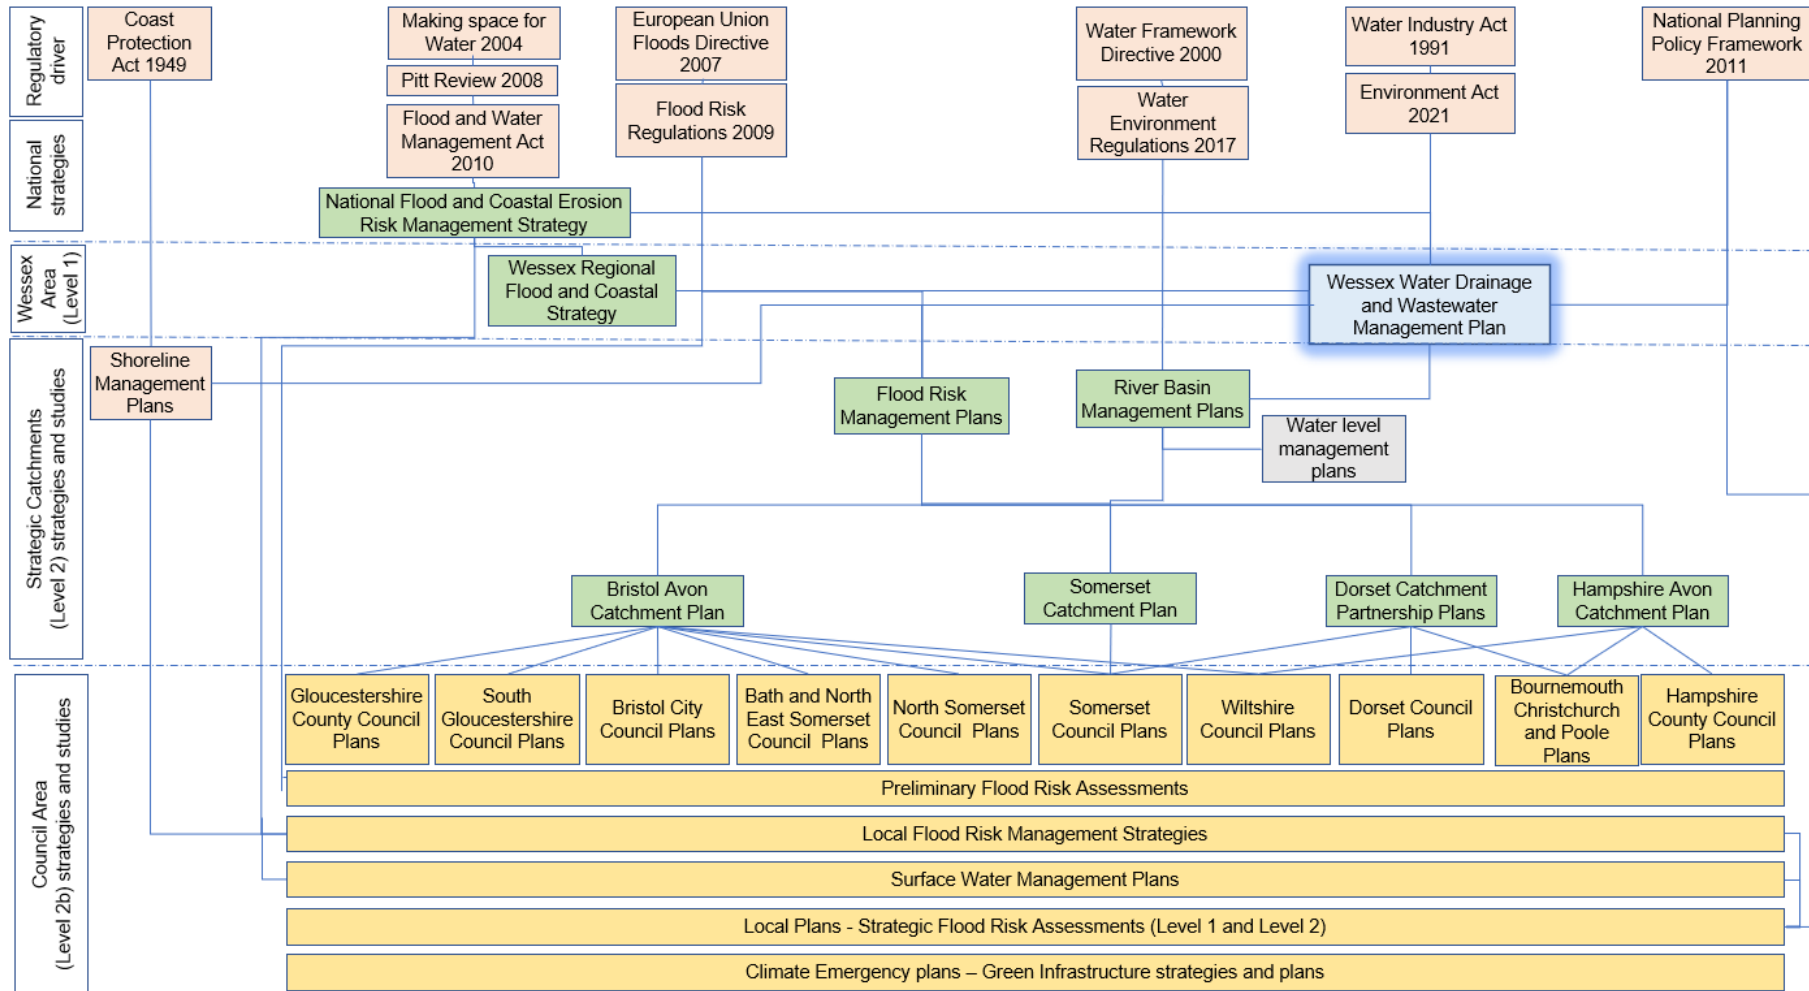 Regulatory
driver
Coast
Protection
Act 1949
Making space for
Water 2004
European Union
Floods Directive
2007
Water Framework
Directive 2000
Water Industry Act
1991
National Planning
Policy Framework
2011
Pitt Review 2008
Flood Risk
Regulations 2009
Water
Environment
Regulations 2017
Environment Act
2021
National
strategies
Flood and Water
Management Act
2010
National Flood and Coastal Erosion
Risk Management Strategy
Wessex
Area
(Level 1)
Wessex Regional
Flood and Coastal
Strategy
Wessex Water Drainage
and Wastewater
Management Plan
Strategic Catchments
(Level 2) strategies and studies
Shoreline
Management
Plans
Flood Risk
Management Plans
River Basin
Management Plans
Water level
management
plans
Bristol Avon
Catchment Plan
Somerset
Catchment Plan
Dorset Catchment
Partnership Plans
Hampshire Avon
Catchment Plan
Council Area
(Level 2b) strategies and studies
Gloucestershire
County Council
Plans
South
Gloucestershire
Council Plans
Bristol City
Council Plans
Bath and North
East Somerset
Council Plans
North Somerset
Council Plans
Somerset
Council Plans
Wiltshire
Council Plans
Dorset Council
Plans
Bournemouth
Christchurch
and Poole
Plans
Hampshire
County Council
Plans
Preliminary Flood Risk Assessments
Local Flood Risk Management Strategies
Surface Water Management Plans
Local Plans - Strategic Flood Risk Assessments (Level 1 and Level 2)
Climate Emergency plans – Green Infrastructure strategies and plans